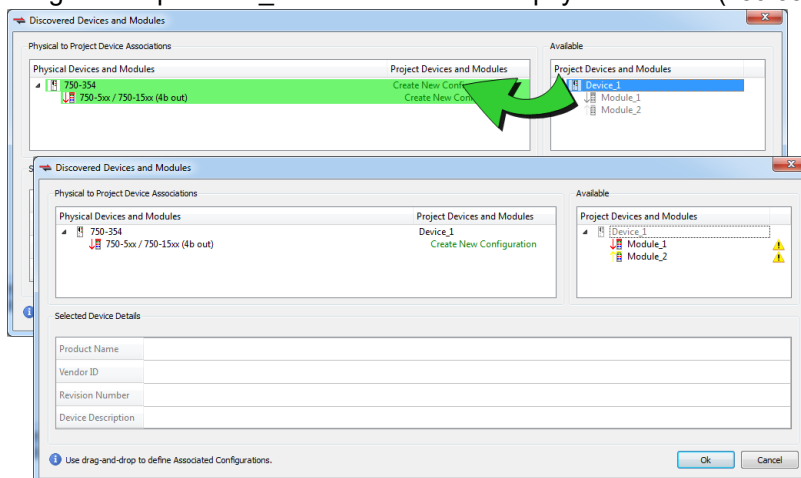 Discovered Devices and Modules
Physical to Project Device Associations
Available
Physical Devices and Modules
Project Devices and Modules
Project Devices and Modules
750-354
Create New
Device_1
750-5xx / 750-15xx (4b out)
Create New
Module_1
Module_2
Discovered Devices and Modules
Physical to Project Device Associations
Available
Physical Devices and Modules
Project Devices and Modules
Project Devices and Modules
750-354
Device_1
Device_1
750-5xx / 750-15xx (4b out)
Create New Configuration
Module_1
Module_2
Selected Device Details
Product Name
Vendor ID
Revision Number
Device Description
Use drag-and-drop to define Associated Configurations.
Ok
Cancel